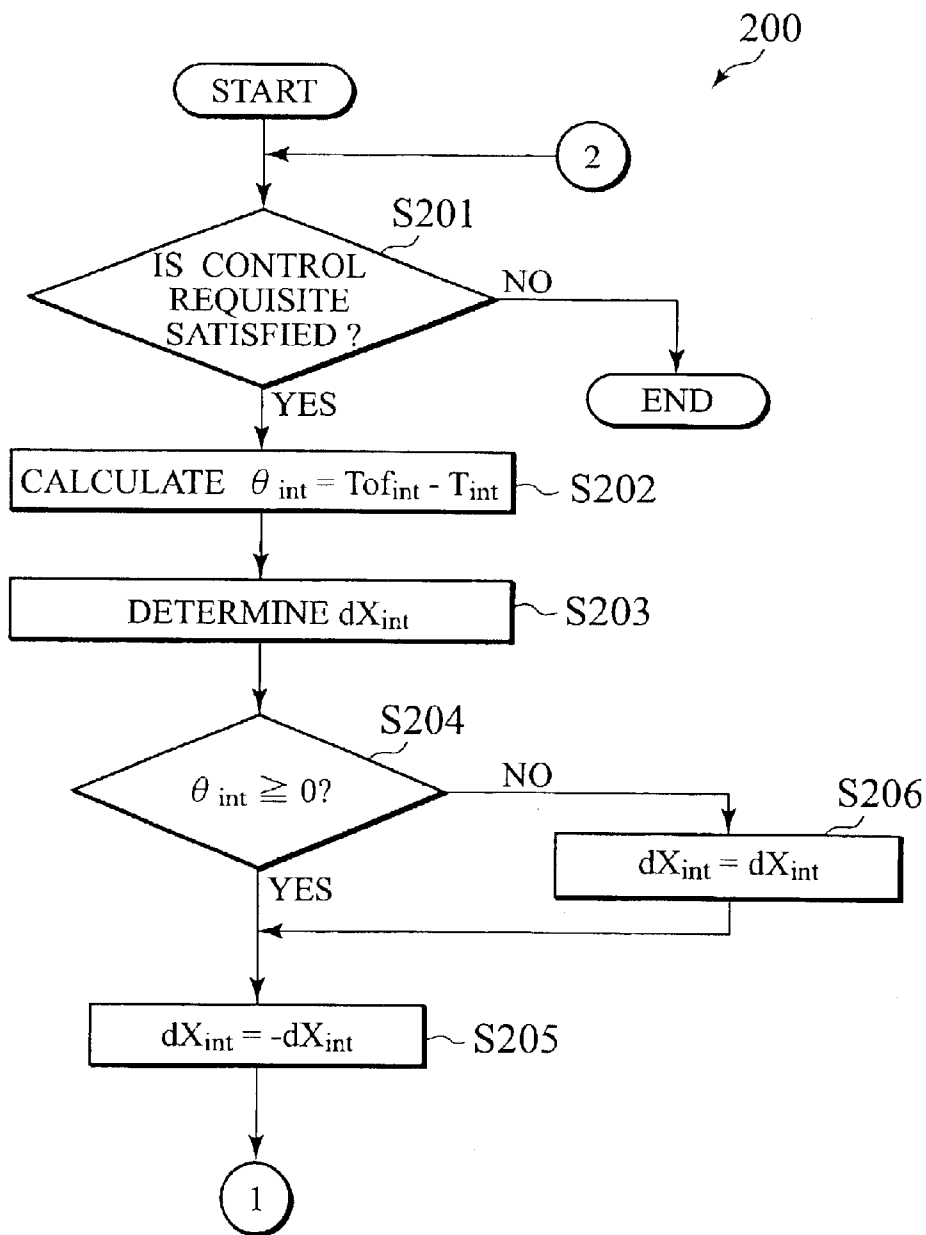 200
START
2
S201
IS CONTROL
REQUISITE
SATISFIED ?
NO
END
YES
CALCULATE θ int = Tofint - Tint
S202
DETERMINE dXint
S203
S204
θ int ≧ 0?
NO
S206
dXint = dXint
YES
dXint = -dXint
S205
1